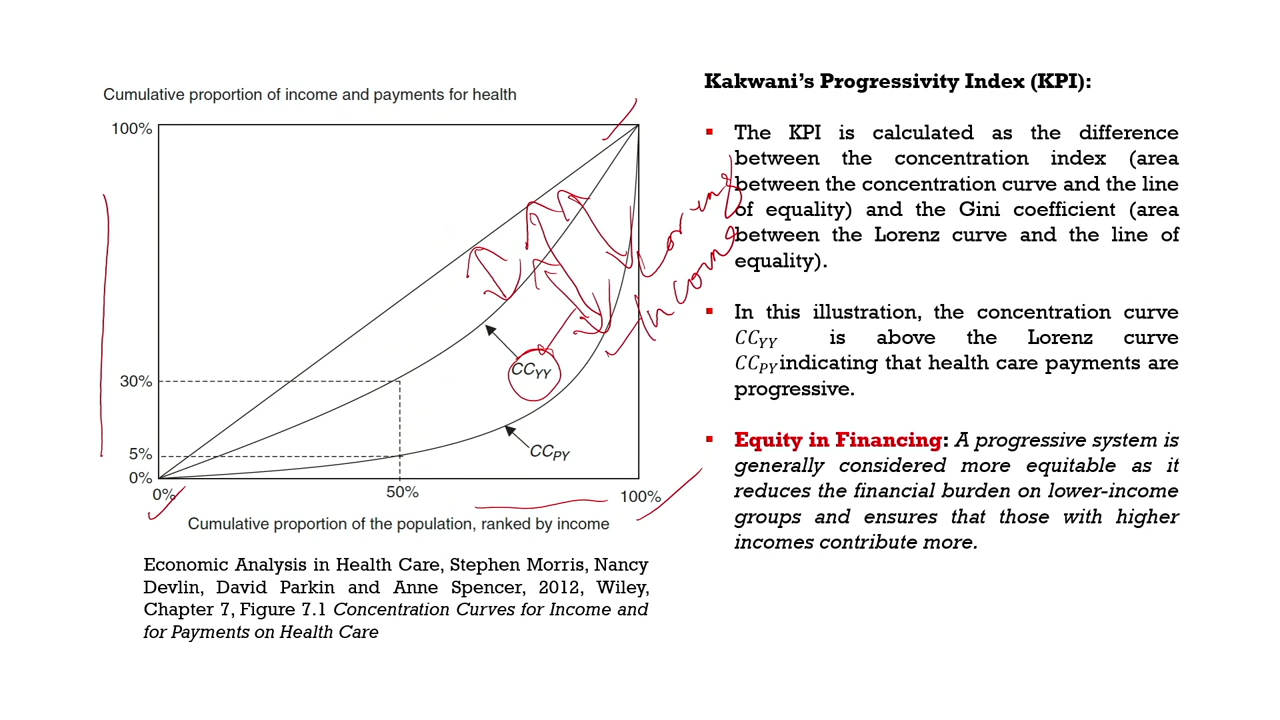 Cumulative proportion of income and payments for health
100%
30%
5%
0%
0%
50%
100%
CCYY
CCPY
Cumulative proportion of the population, ranked by income
Lorenz
Income
Economic Analysis in Health Care, Stephen Morris, Nancy
Devlin, David Parkin and Anne Spencer, 2012, Wiley,
Chapter 7, Figure 7.1 Concentration Curves for Income and
for Payments on Health Care
Kakwani’s Progressivity Index (KPI):
▪ The KPI is calculated as the difference
between the concentration index (area
between the concentration curve and the line
of equality) and the Gini coefficient (area
between the Lorenz curve and the line of
equality).
▪ In this illustration, the concentration curve
CCYY is above the Lorenz curve
CCPY indicating that health care payments are
progressive.
▪ Equity in Financing: A progressive system is
generally considered more equitable as it
reduces the financial burden on lower-income
groups and ensures that those with higher
incomes contribute more.